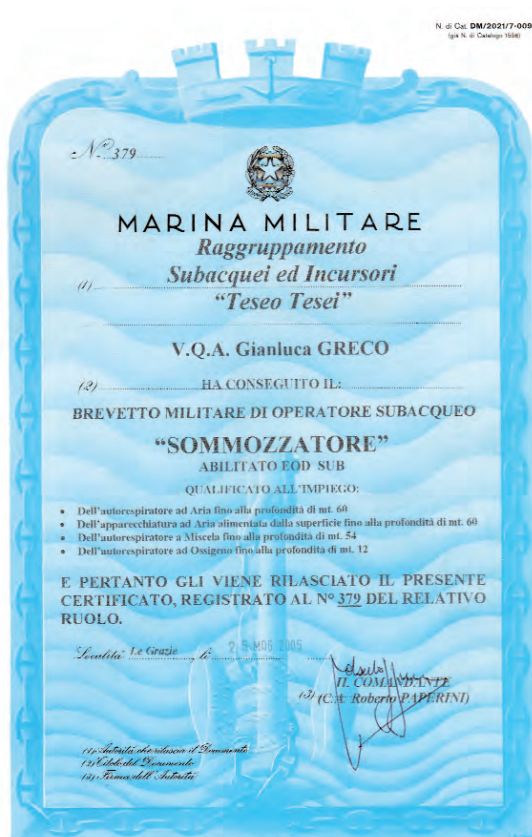 N. di Cat. DM/2021/7-009
(già N. di Catalogo 1556)
N° 379
MARINA MILITARE
Raggruppamento
Subacquei ed Incursori
(1)
"Teseo Tesei"
V.Q.A. Gianluca GRECO
(2) HA CONSEGUITO IL:
BREVETTO MILITARE DI OPERATORE SUBACQUEO
"SOMMOZZATORE"
ABILITATO EOD SUB
QUALIFICATO ALL'IMPIEGO:
• Dell'autorespiratore ad Aria fino alla profondità di mt. 60
• Dell'apparecchiatura ad Aria alimentata dalla superficie fino alla profondità di mt. 60
• Dell'autorespiratore a Miscela fino alla profondità di mt. 54
• Dell'autorespiratore ad Ossigeno fino alla profondità di mt. 12
E PERTANTO GLI VIENE RILASCIATO IL PRESENTE
CERTIFICATO, REGISTRATO AL N° 379 DEL RELATIVO
RUOLO.
Località Le Grazie, li 25 MAG 2005
IL COMANDANTE
(3) (C.A. Roberto PAPERINI)
(1) Autorità che rilascia il Documento
(2) Titolo del Documento
(3) Firma dell'Autorità